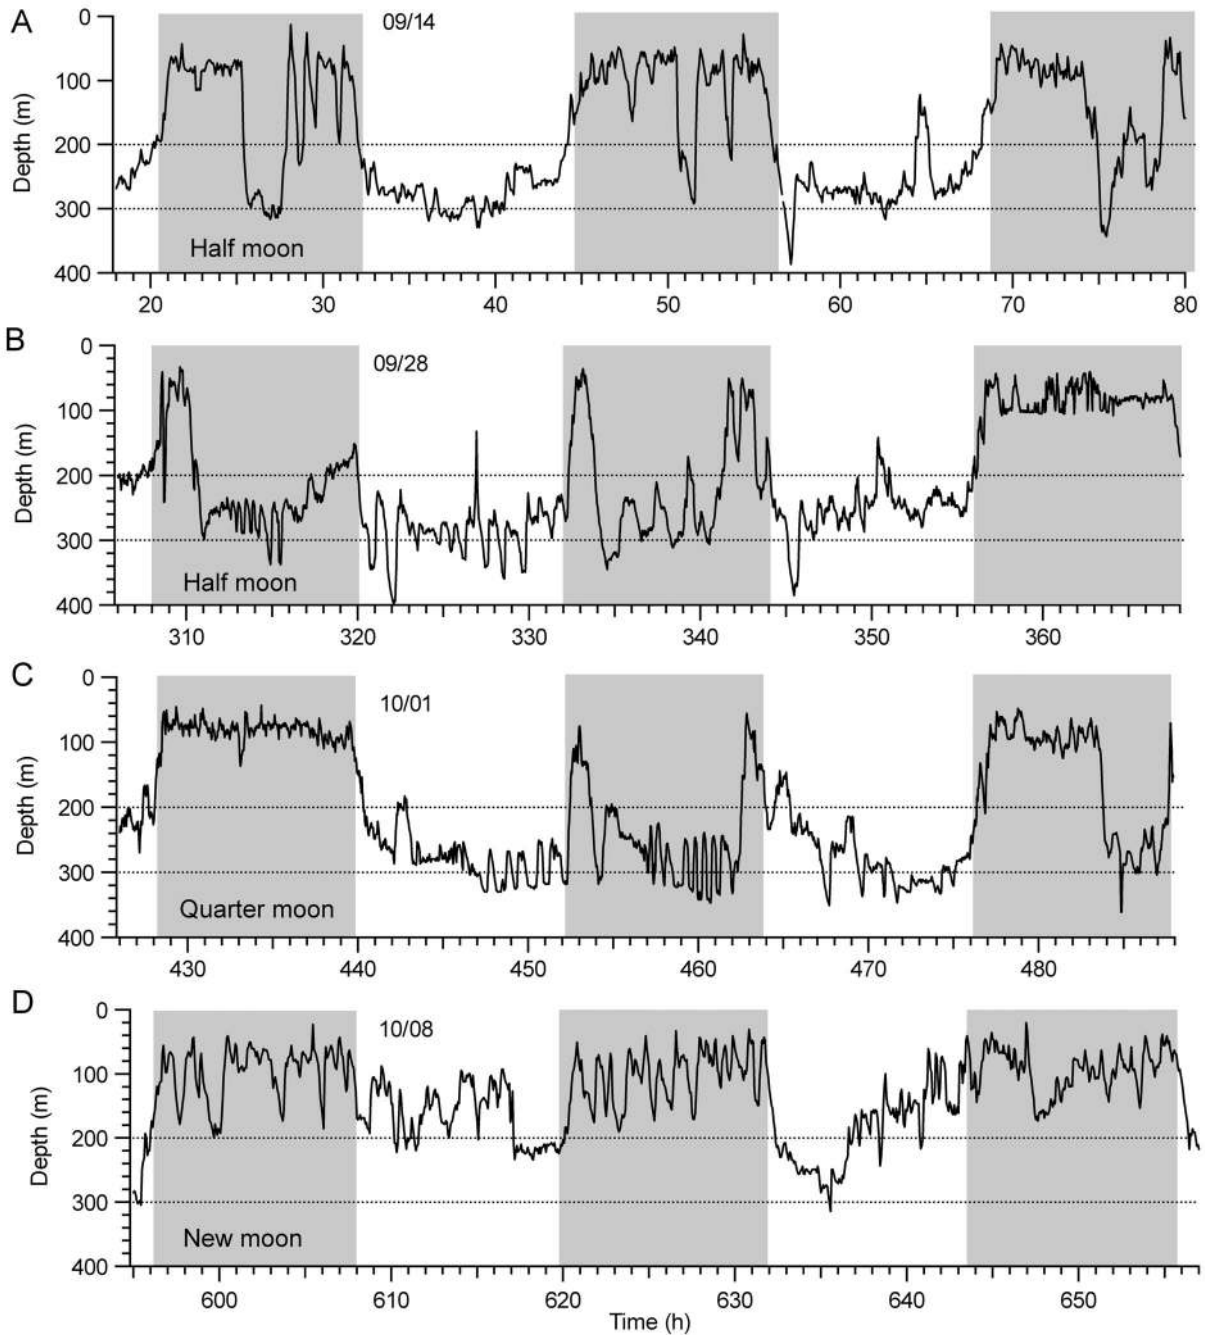 A
09/14
0
100
200
300
400
Depth (m)
Half moon
20 30 40 50 60 70 80
B
09/28
0
100
200
300
400
Depth (m)
Half moon
310 320 330 340 350 360
C
10/01
0
100
200
300
400
Depth (m)
Quarter moon
430 440 450 460 470 480
D
10/08
0
100
200
300
400
Depth (m)
New moon
600 610 620 630 640 650
Time (h)